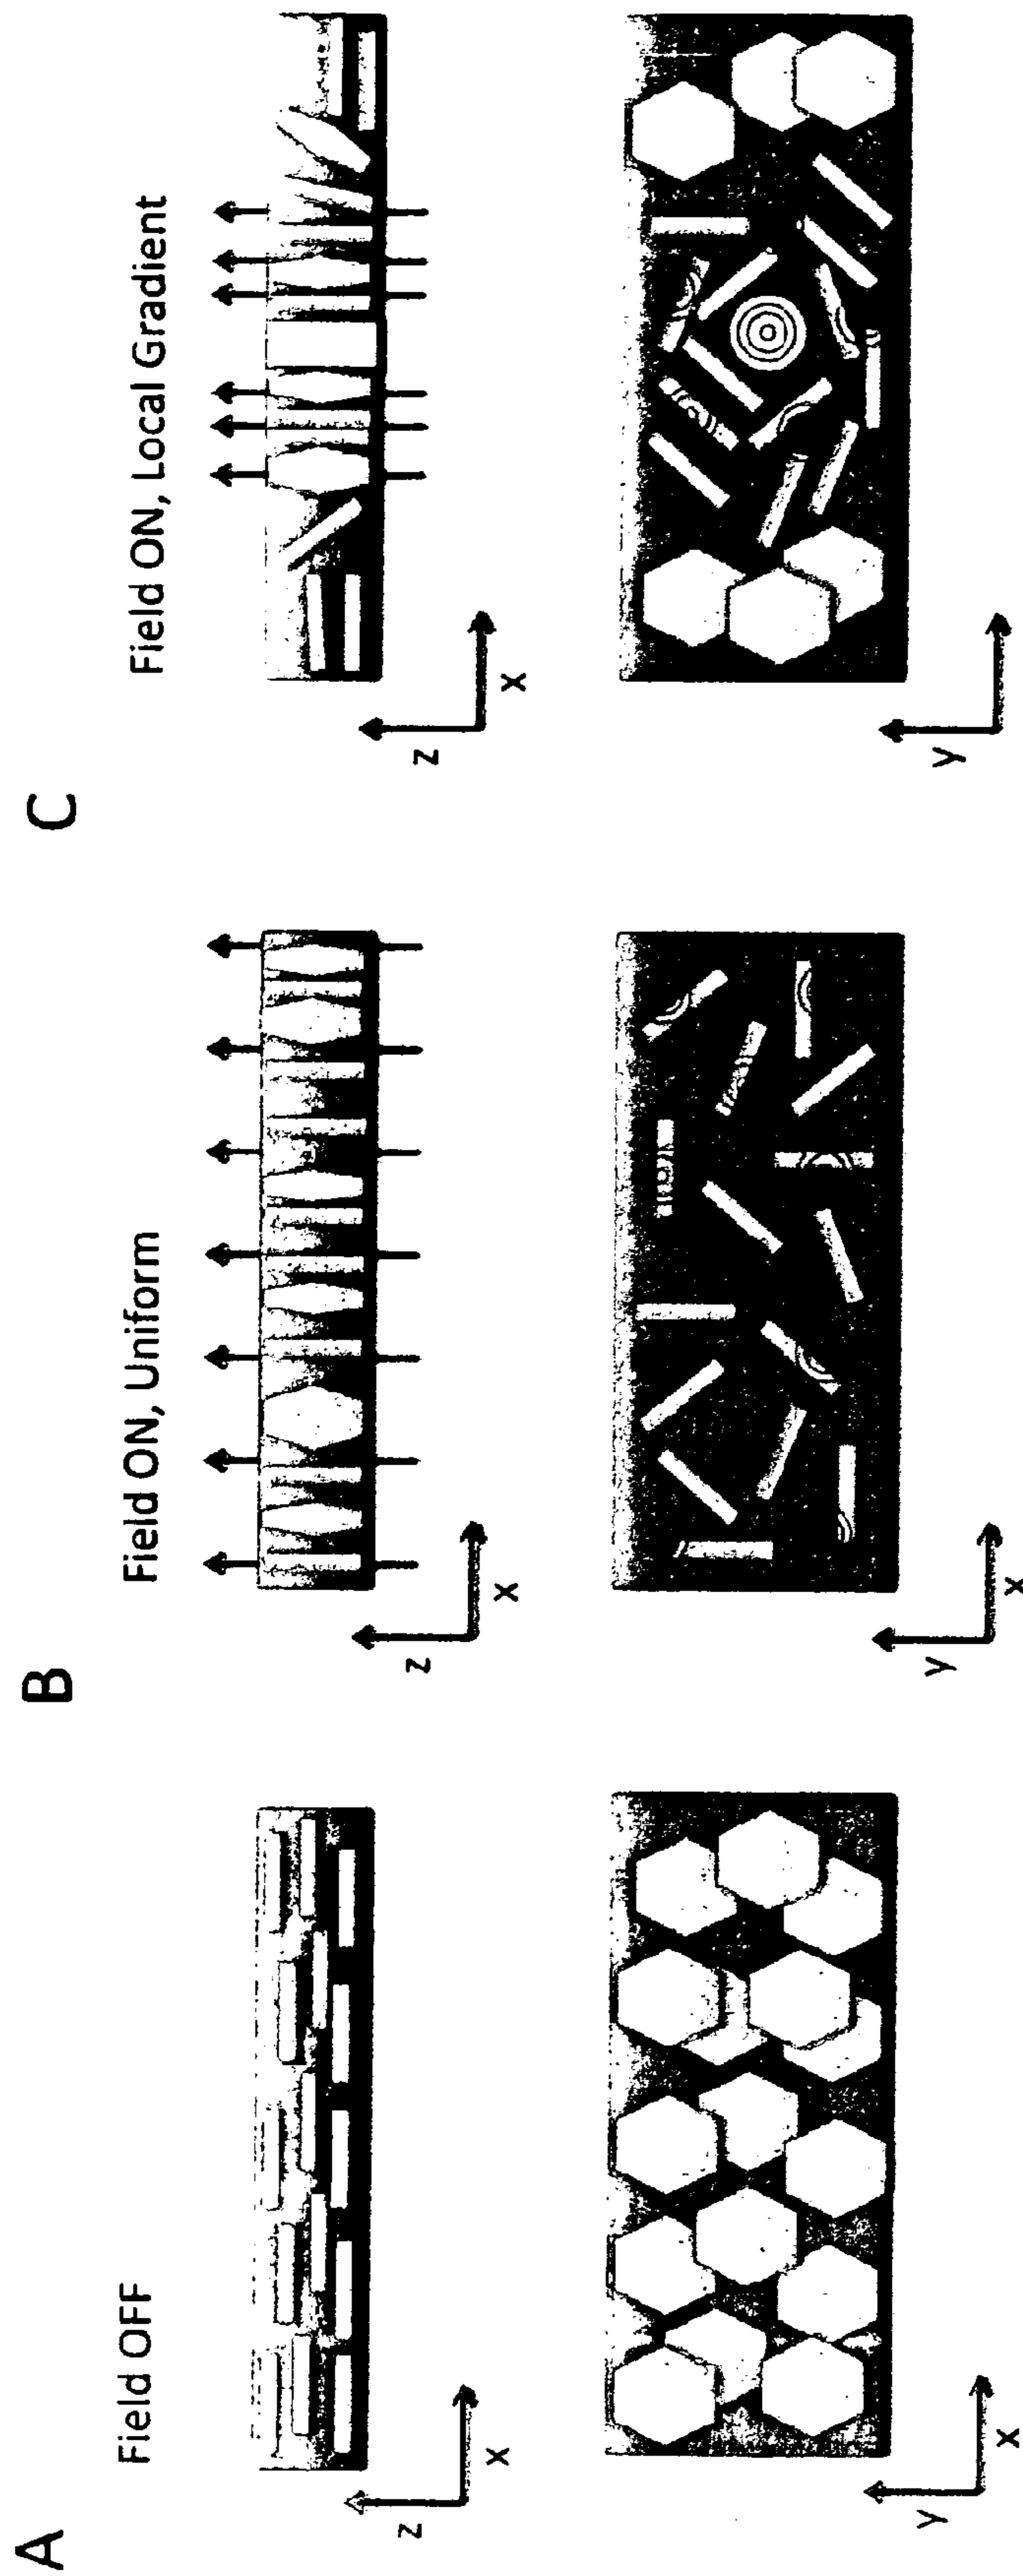 A
Field OFF
z
x
y
x
B
Field ON, Uniform
z
x
y
x
C
Field ON, Local Gradient
z
x
y